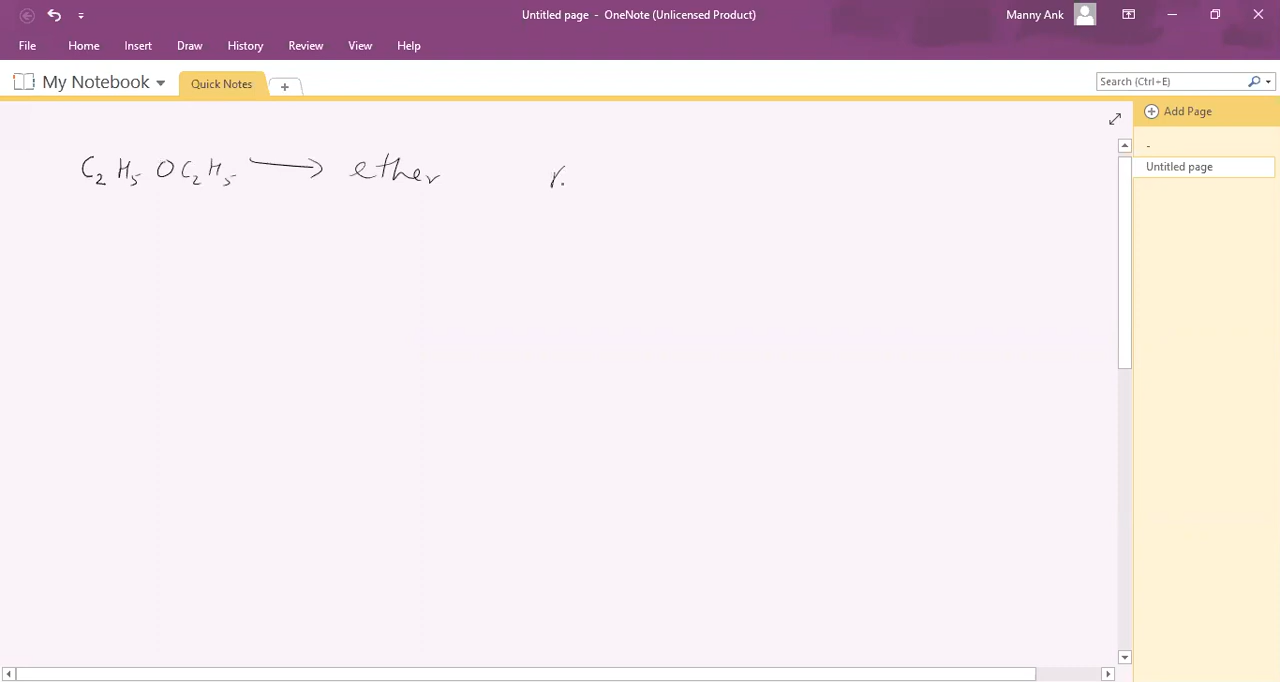 Untitled page - OneNote (Unlicensed Product)
Manny Ank
File Home Insert Draw History Review View Help
My Notebook
Quick Notes
+
Search (Ctrl+E)
Add Page
-
Untitled page
C₂H₅OC₂H₅ → ether